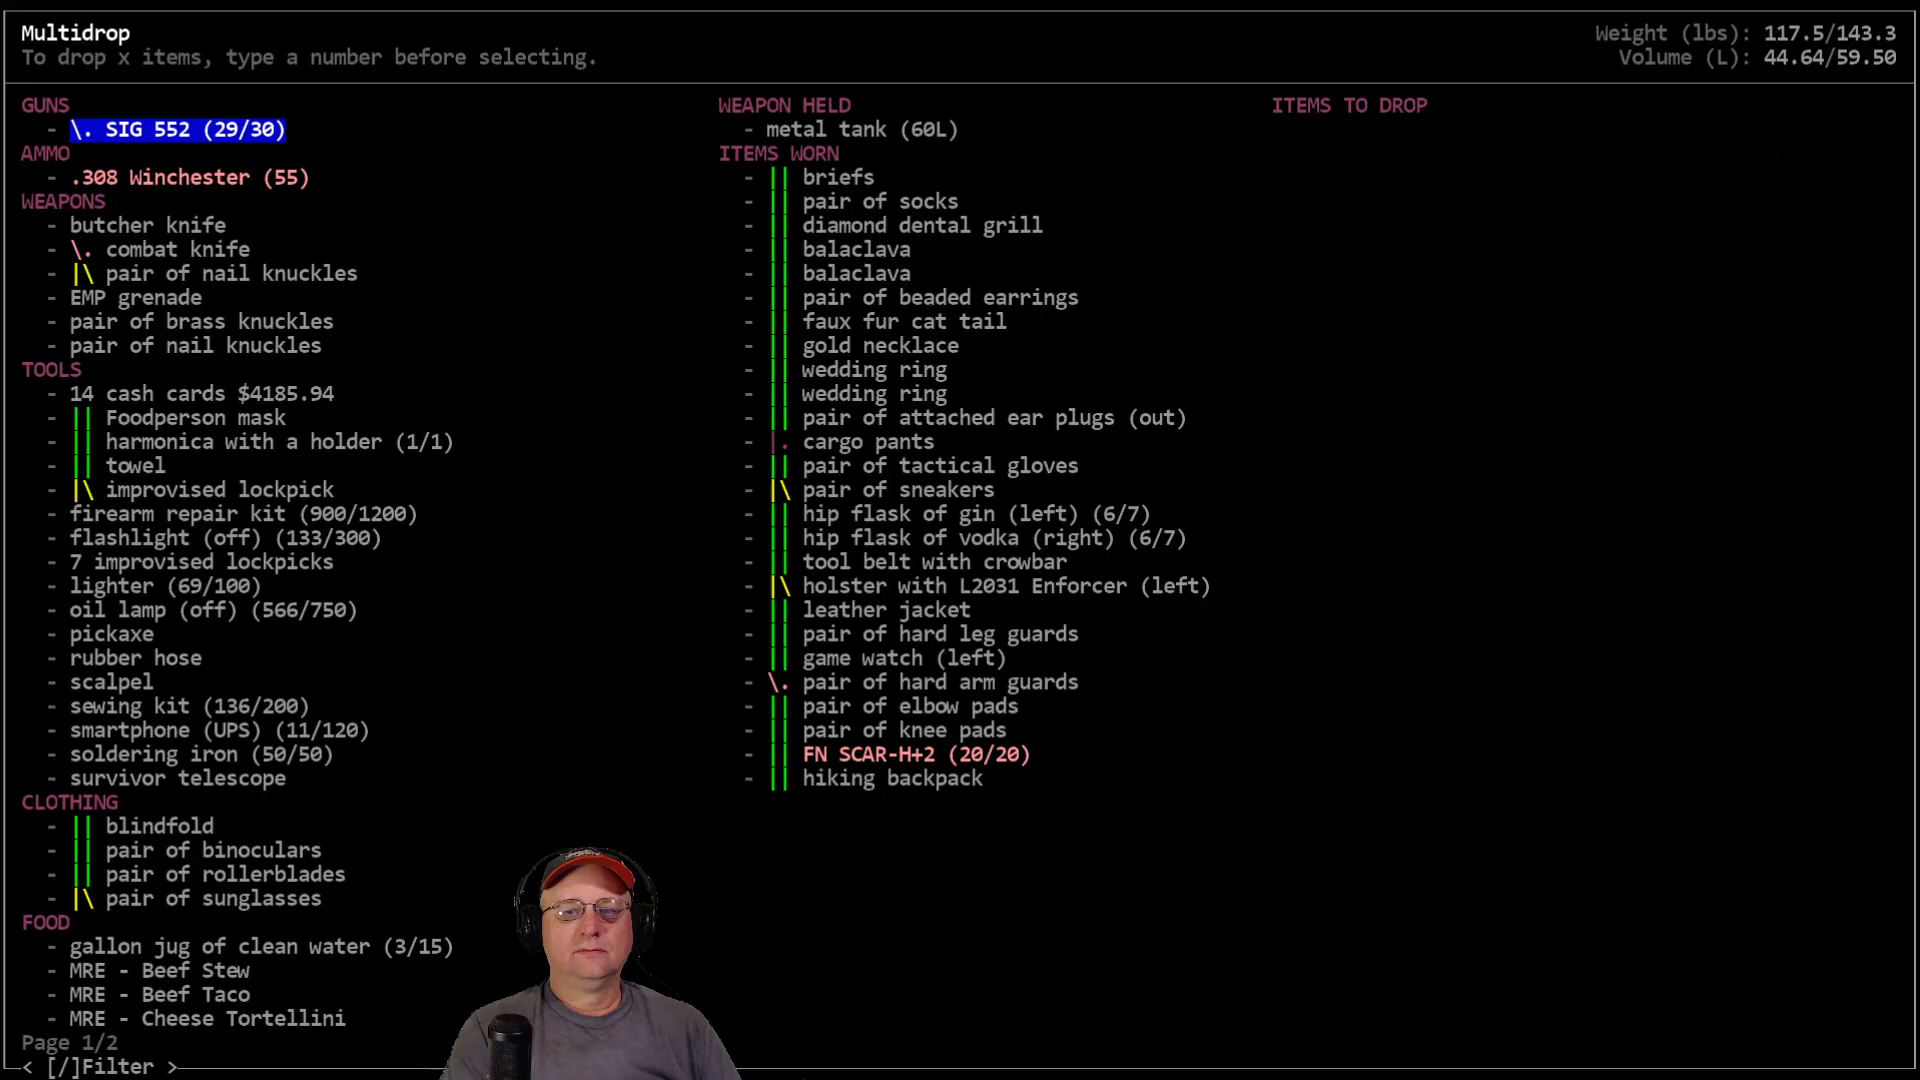 Multidrop
To drop x items, type a number before selecting.
Weight (lbs): 117.5/143.3
Volume (L): 44.64/59.50
GUNS
- \. SIG 552 (29/30)
AMMO
- .308 Winchester (55)
WEAPONS
- butcher knife
- \. combat knife
- |\ pair of nail knuckles
- EMP grenade
- pair of brass knuckles
- pair of nail knuckles
TOOLS
- 14 cash cards $4185.94
- || Foodperson mask
- || harmonica with a holder (1/1)
- || towel
- |\ improvised lockpick
- firearm repair kit (900/1200)
- flashlight (off) (133/300)
- 7 improvised lockpicks
- lighter (69/100)
- oil lamp (off) (566/750)
- pickaxe
- rubber hose
- scalpel
- sewing kit (136/200)
- smartphone (UPS) (11/120)
- soldering iron (50/50)
- survivor telescope
CLOTHING
- || blindfold
- || pair of binoculars
- || pair of rollerblades
- |\ pair of sunglasses
FOOD
- gallon jug of clean water (3/15)
- MRE - Beef Stew
- MRE - Beef Taco
- MRE - Cheese Tortellini
Page 1/2
< [/]Filter >
WEAPON HELD
- metal tank (60L)
ITEMS WORN
- || briefs
- || pair of socks
- || diamond dental grill
- || balaclava
- || balaclava
- || pair of beaded earrings
- || faux fur cat tail
- || gold necklace
- || wedding ring
- || wedding ring
- || pair of attached ear plugs (out)
- |. cargo pants
- || pair of tactical gloves
- |\ pair of sneakers
- || hip flask of gin (left) (6/7)
- || hip flask of vodka (right) (6/7)
- || tool belt with crowbar
- |\ holster with L2031 Enforcer (left)
- || leather jacket
- || pair of hard leg guards
- || game watch (left)
- \. pair of hard arm guards
- || pair of elbow pads
- || pair of knee pads
- || FN SCAR-H+2 (20/20)
- || hiking backpack
ITEMS TO DROP